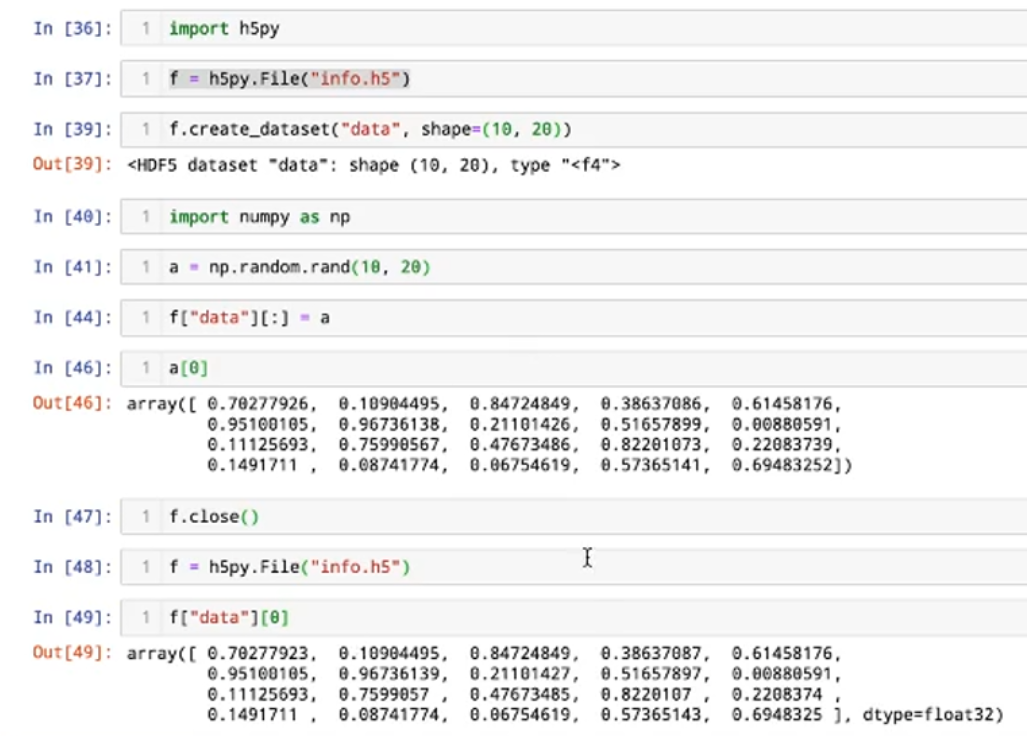 In [36]: 1 import h5py
In [37]: 1 f = h5py.File("info.h5")
In [39]: 1 f.create_dataset("data", shape=(10, 20))
Out[39]: <HDF5 dataset "data": shape (10, 20), type "<f4">
In [40]: 1 import numpy as np
In [41]: 1 a = np.random.rand(10, 20)
In [44]: 1 f["data"][:] = a
In [46]: 1 a[0]
Out[46]: array([ 0.70277926, 0.10904495, 0.84724849, 0.38637086, 0.61458176,
0.95100105, 0.96736138, 0.21101426, 0.51657899, 0.00880591,
0.11125693, 0.75990567, 0.47673486, 0.82201073, 0.22083739,
0.1491711 , 0.08741774, 0.06754619, 0.57365141, 0.69483252])
In [47]: 1 f.close()
In [48]: 1 f = h5py.File("info.h5")
In [49]: 1 f["data"][0]
Out[49]: array([ 0.70277923, 0.10904495, 0.84724849, 0.38637087, 0.61458176,
0.95100105, 0.96736139, 0.21101427, 0.51657897, 0.00880591,
0.11125693, 0.7599057 , 0.47673485, 0.8220107 , 0.2208374 ,
0.1491711 , 0.08741774, 0.06754619, 0.57365143, 0.6948325 ], dtype=float32)